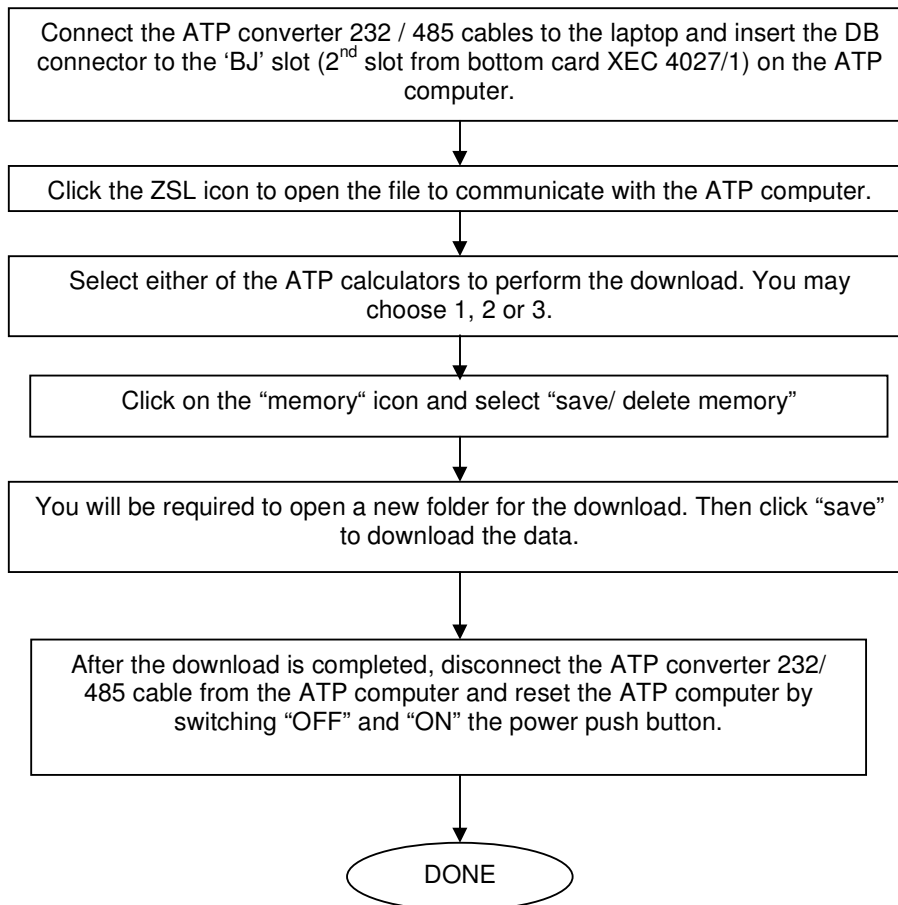 Connect the ATP converter 232 / 485 cables to the laptop and insert the DB
connector to the ‘BJ’ slot (2nd slot from bottom card XEC 4027/1) on the ATP
computer.
Click the ZSL icon to open the file to communicate with the ATP computer.
Select either of the ATP calculators to perform the download. You may
choose 1, 2 or 3.
Click on the “memory“ icon and select “save/ delete memory”
You will be required to open a new folder for the download. Then click “save”
to download the data.
After the download is completed, disconnect the ATP converter 232/
485 cable from the ATP computer and reset the ATP computer by
switching “OFF” and “ON” the power push button.
DONE